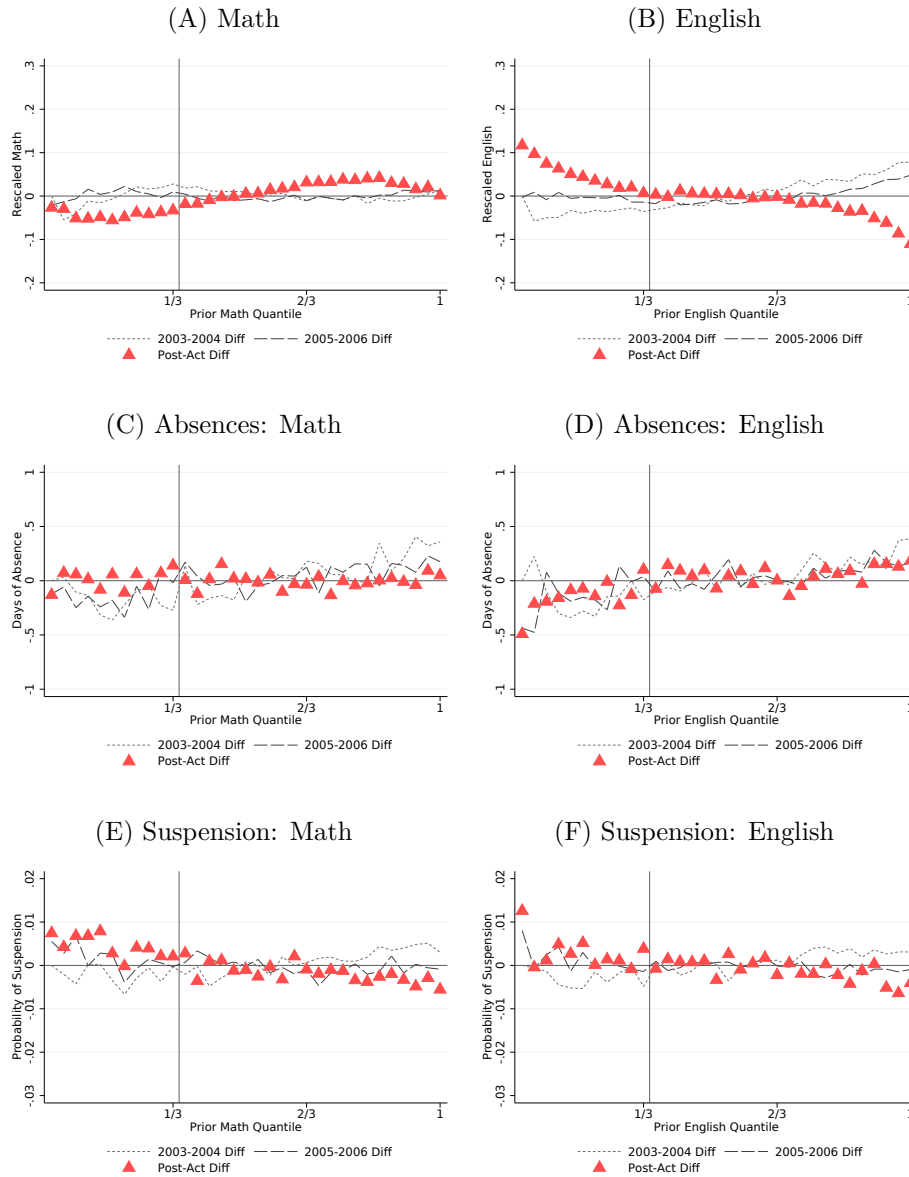 (A) Math
(B) English
Rescaled Math
.3
.2
.1
0
-.1
-.2
1/3
2/3
1
Prior Math Quantile
2003-2004 Diff
2005-2006 Diff
Post-Act Diff
Rescaled English
.3
.2
.1
0
-.1
-.2
1/3
2/3
1
Prior English Quantile
2003-2004 Diff
2005-2006 Diff
Post-Act Diff
(C) Absences: Math
(D) Absences: English
Days of Absence
1
.5
0
-.5
-1
1/3
2/3
1
Prior Math Quantile
2003-2004 Diff
2005-2006 Diff
Post-Act Diff
Days of Absence
1
.5
0
-.5
-1
1/3
2/3
1
Prior English Quantile
2003-2004 Diff
2005-2006 Diff
Post-Act Diff
(E) Suspension: Math
(F) Suspension: English
Probability of Suspension
.02
.01
0
-.01
-.02
-.03
1/3
2/3
1
Prior Math Quantile
2003-2004 Diff
2005-2006 Diff
Post-Act Diff
Probability of Suspension
.02
.01
0
-.01
-.02
-.03
1/3
2/3
1
Prior English Quantile
2003-2004 Diff
2005-2006 Diff
Post-Act Diff